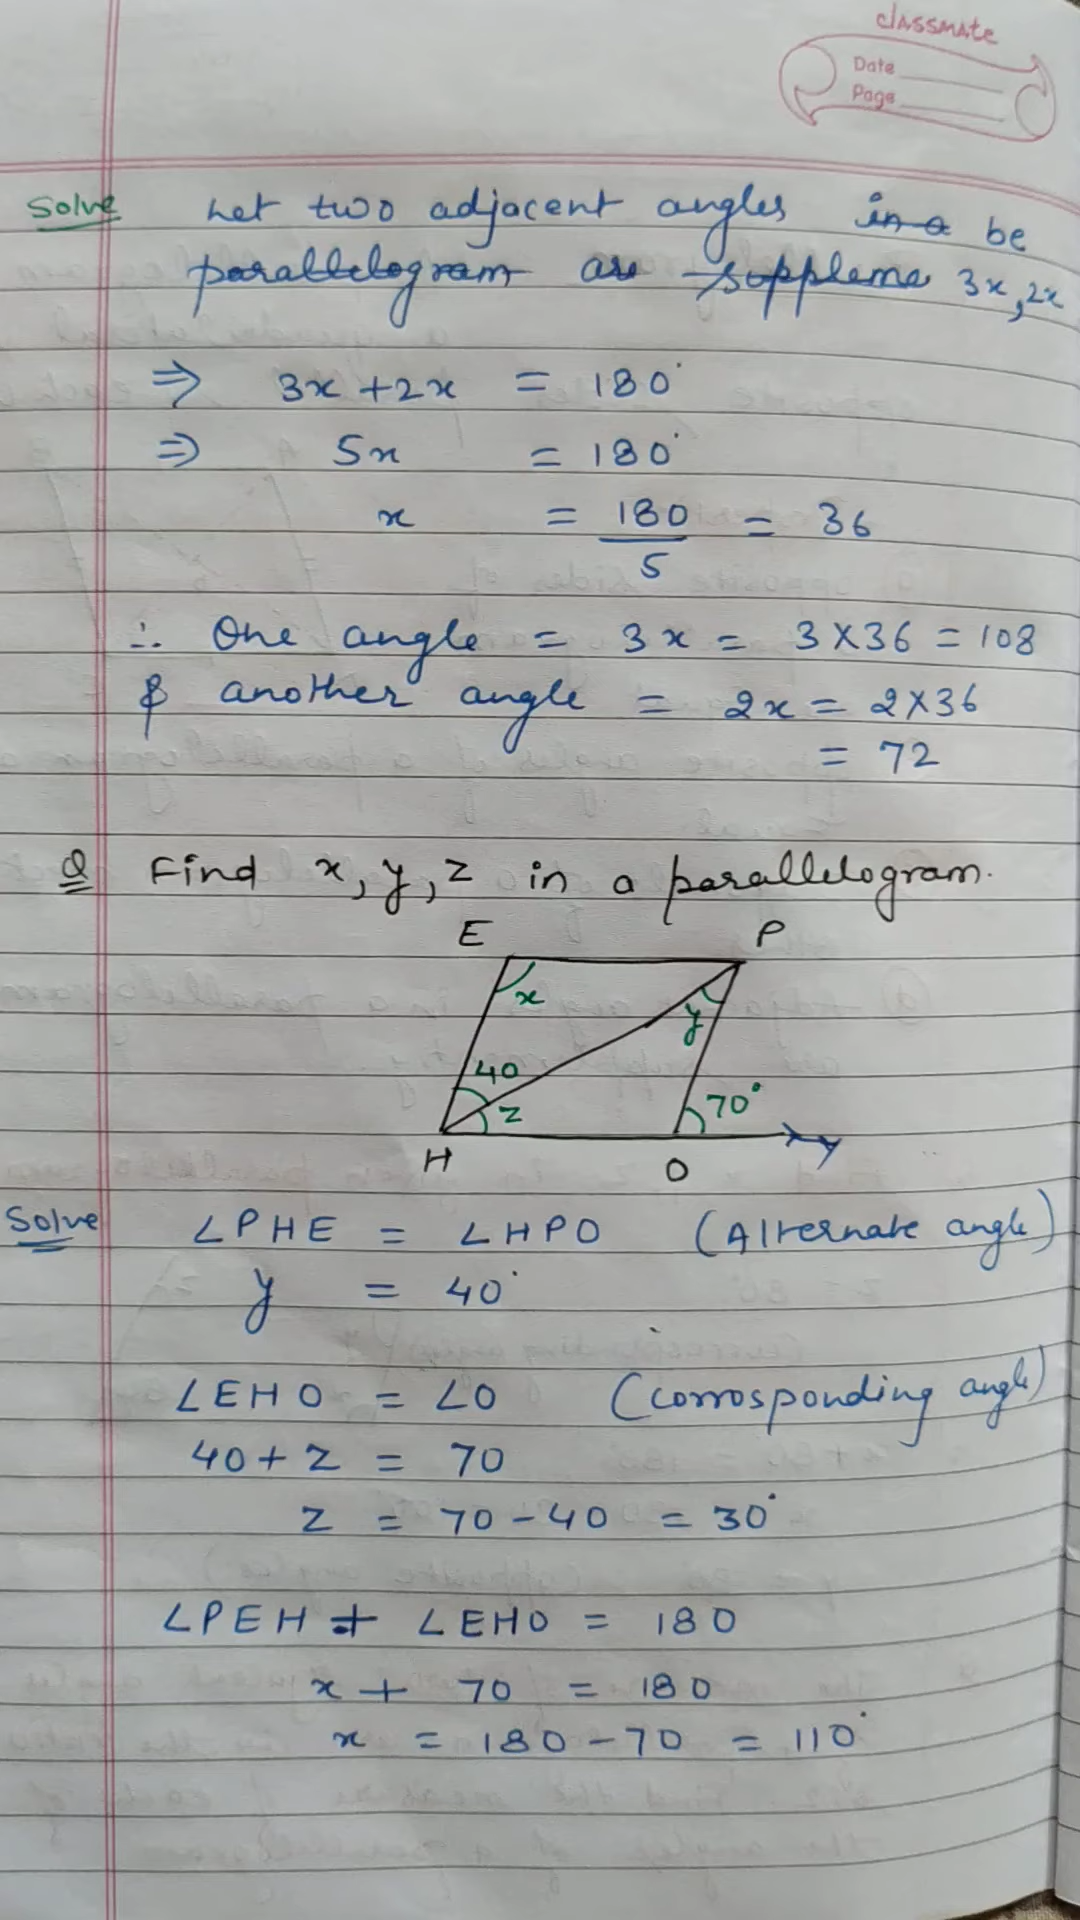 classmate
Date
Page
Solve Let two adjacent angles in a be
parallelogram are suppleme 3x, 2x
⇒ 3x + 2x = 180°
⇒ 5x = 180°
x = 180/5 = 36
∴ One angle = 3x = 3×36 = 108
& another angle = 2x = 2×36
= 72
Q Find x, y, z in a parallelogram.
E P
x
y
40
z 70°
H O
Solve ∠PHE = ∠HPO (Alternate angle)
y = 40°
∠EHO = ∠O (Corrosponding angle)
40 + z = 70
z = 70 - 40 = 30°
∠PEH + ∠EHO = 180
x + 70 = 180
x = 180 - 70 = 110°